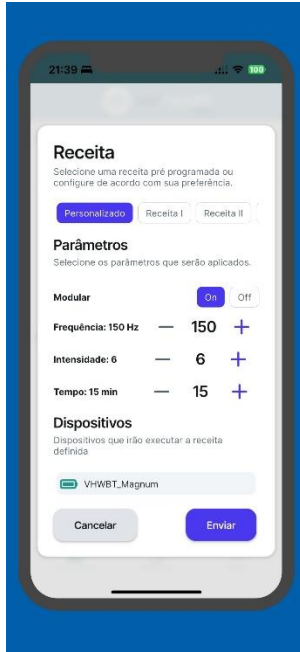 21:39
100
Receita
Selecione uma receita pré programada ou
configure de acordo com sua preferência.
Personalizado Receita I Receita II
Parâmetros
Selecione os parâmetros que serão aplicados.
Modular On Off
Frequência: 150 Hz — 150 +
Intensidade: 6 — 6 +
Tempo: 15 min — 15 +
Dispositivos
Dispositivos que irão executar a receita
definida
VHWBT_Magnum
Cancelar Enviar